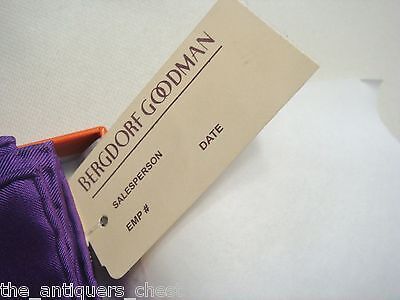 BERGDORF GOODMAN
SALESPERSON
DATE
EMP #
the_antiquers_chest